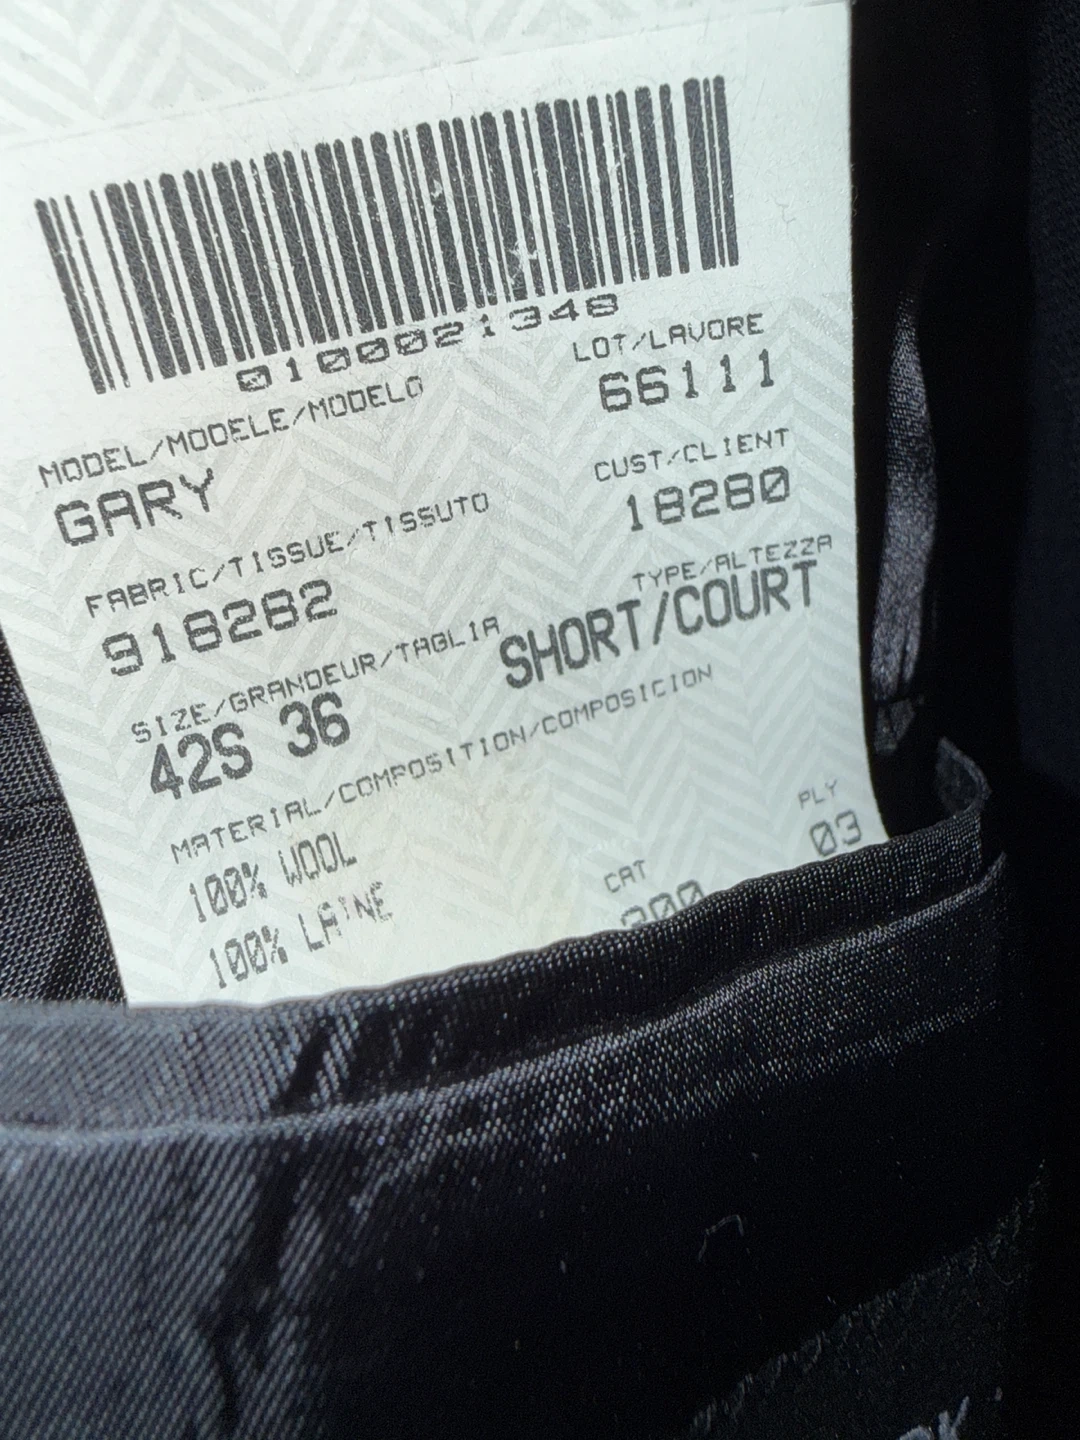 0100021348
LOT/LAVORE
66111
MODEL/MODELE/MODELO
GARY
CUST/CLIENT
18280
FABRIC/TISSUE/TISSUTO
918282
TYPE/ALTEZZA
SHORT/COURT
SIZE/GRANDEUR/TAGLIA
42S 36
MATERIAL/COMPOSITION/COMPOSICION
100% WOOL
100% LAINE
PLY
03
CAT